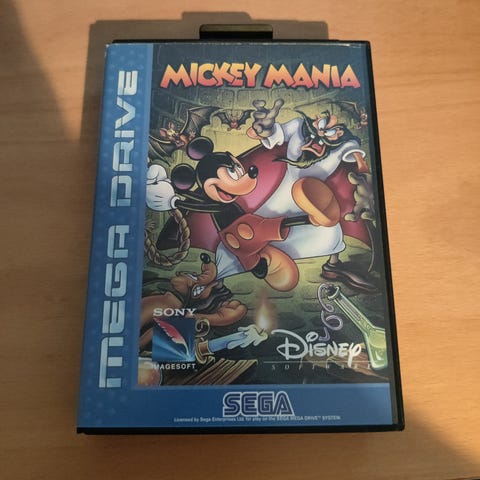 MICKEY MANIA
MEGA DRIVE
SONY
IMAGESOFT
Disney
SOFTWARE
SEGA
Licensed by Sega Enterprises Ltd for play on the SEGA MEGA DRIVE™ SYSTEM.